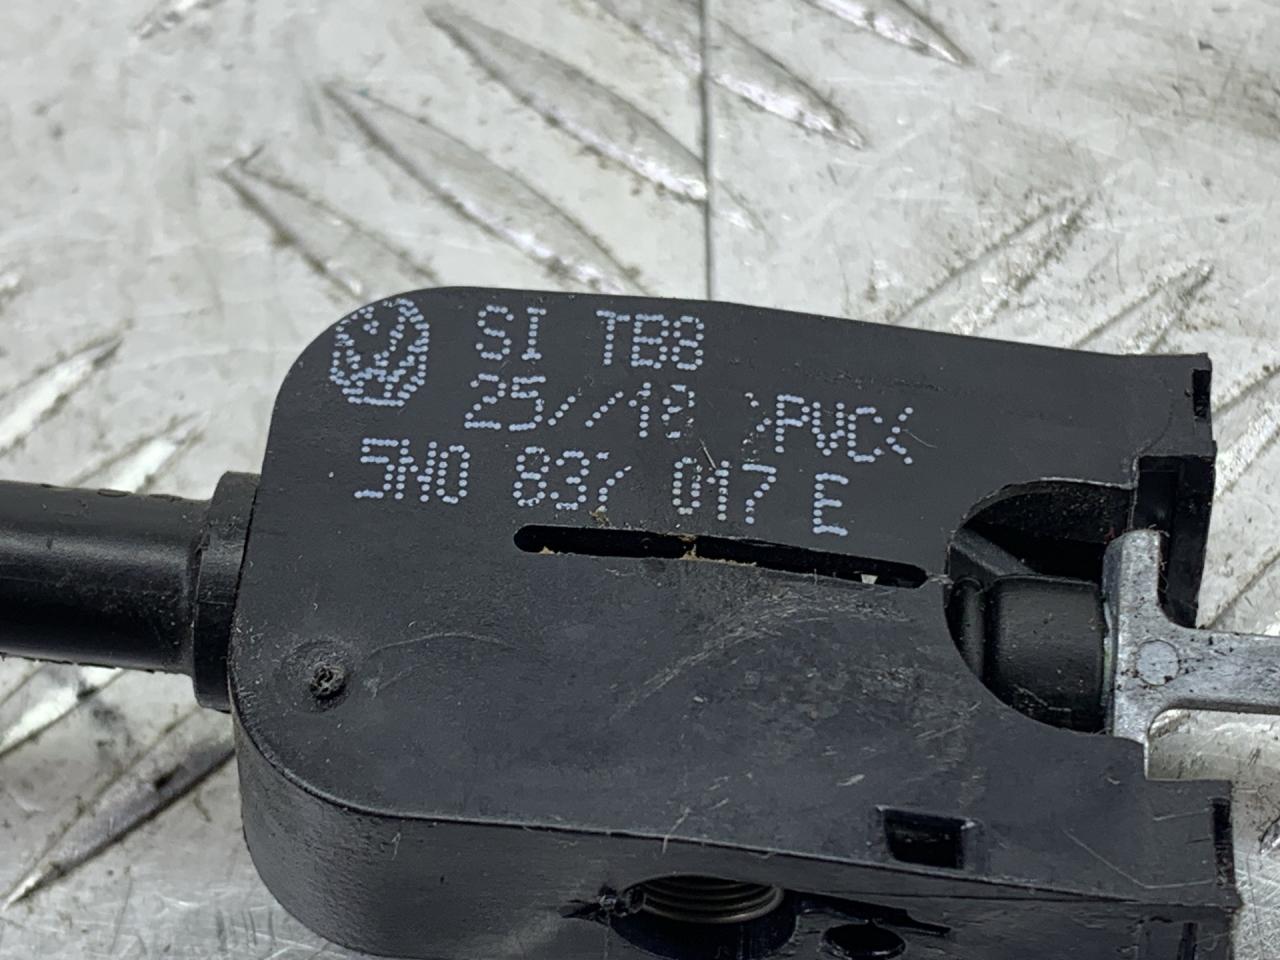 SI TB8
25//18 >PVC<
5N0 837 017 E